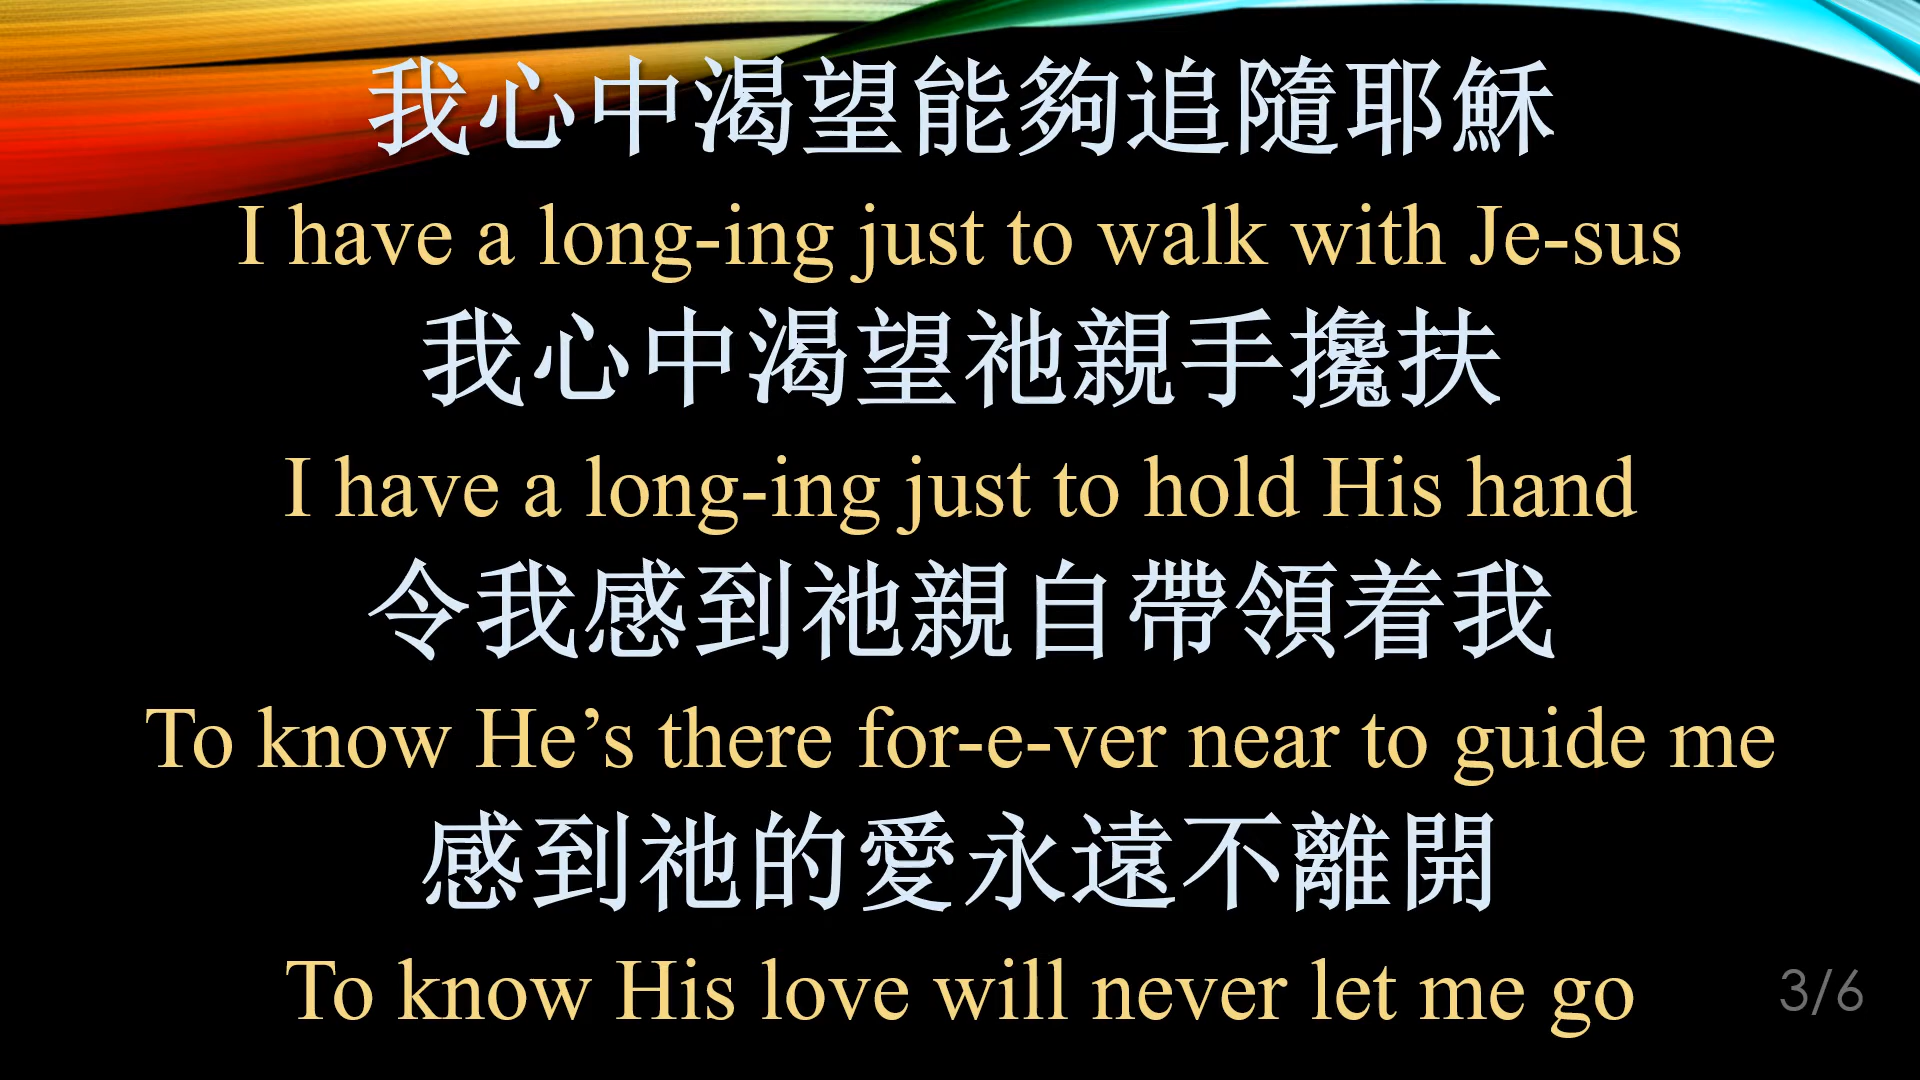 我心中渴望能夠追隨耶穌
I have a long-ing just to walk with Je-sus
我心中渴望祂親手攙扶
I have a long-ing just to hold His hand
令我感到祂親自帶領着我
To know He’s there for-e-ver near to guide me
感到祂的愛永遠不離開
To know His love will never let me go
3/6